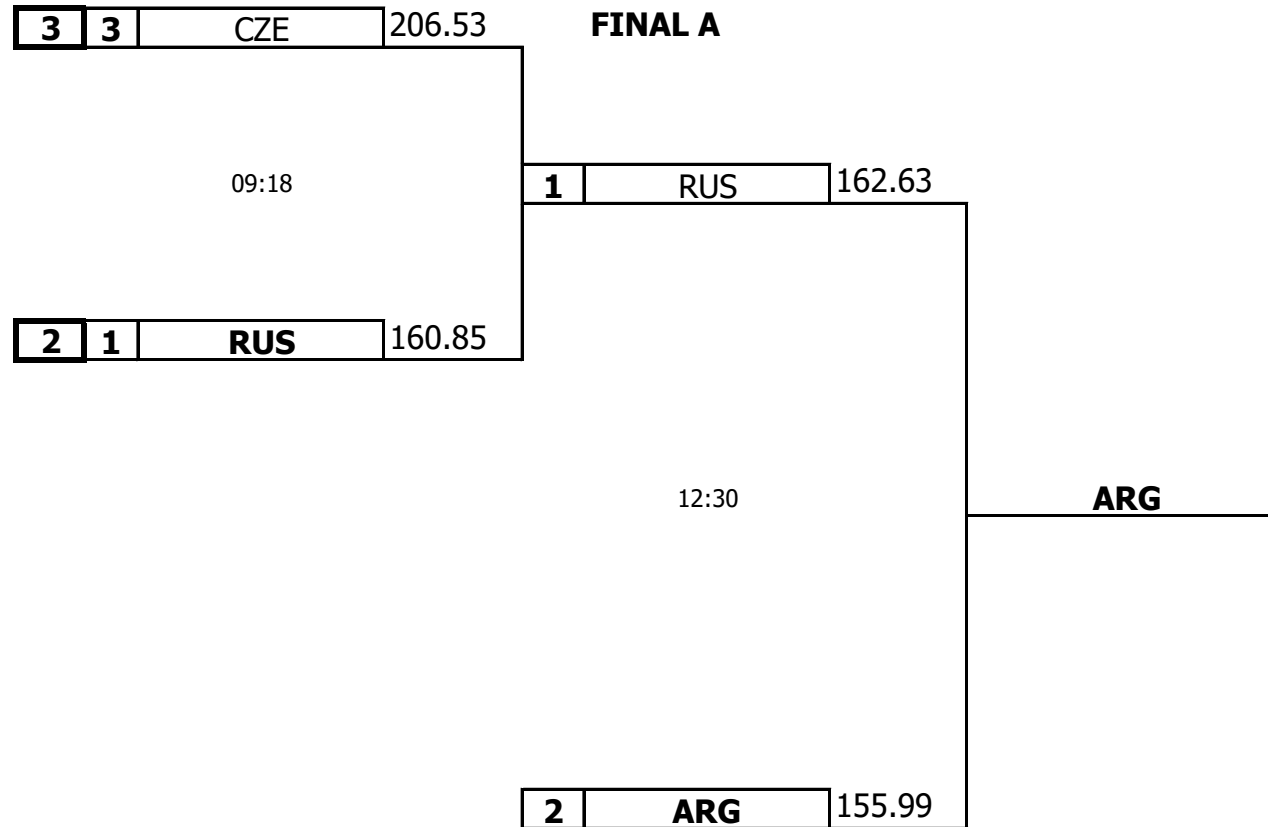 3 3 CZE 206.53 FINAL A
09:18 1 RUS 162.63
2 1 RUS 160.85
12:30 ARG
2 ARG 155.99